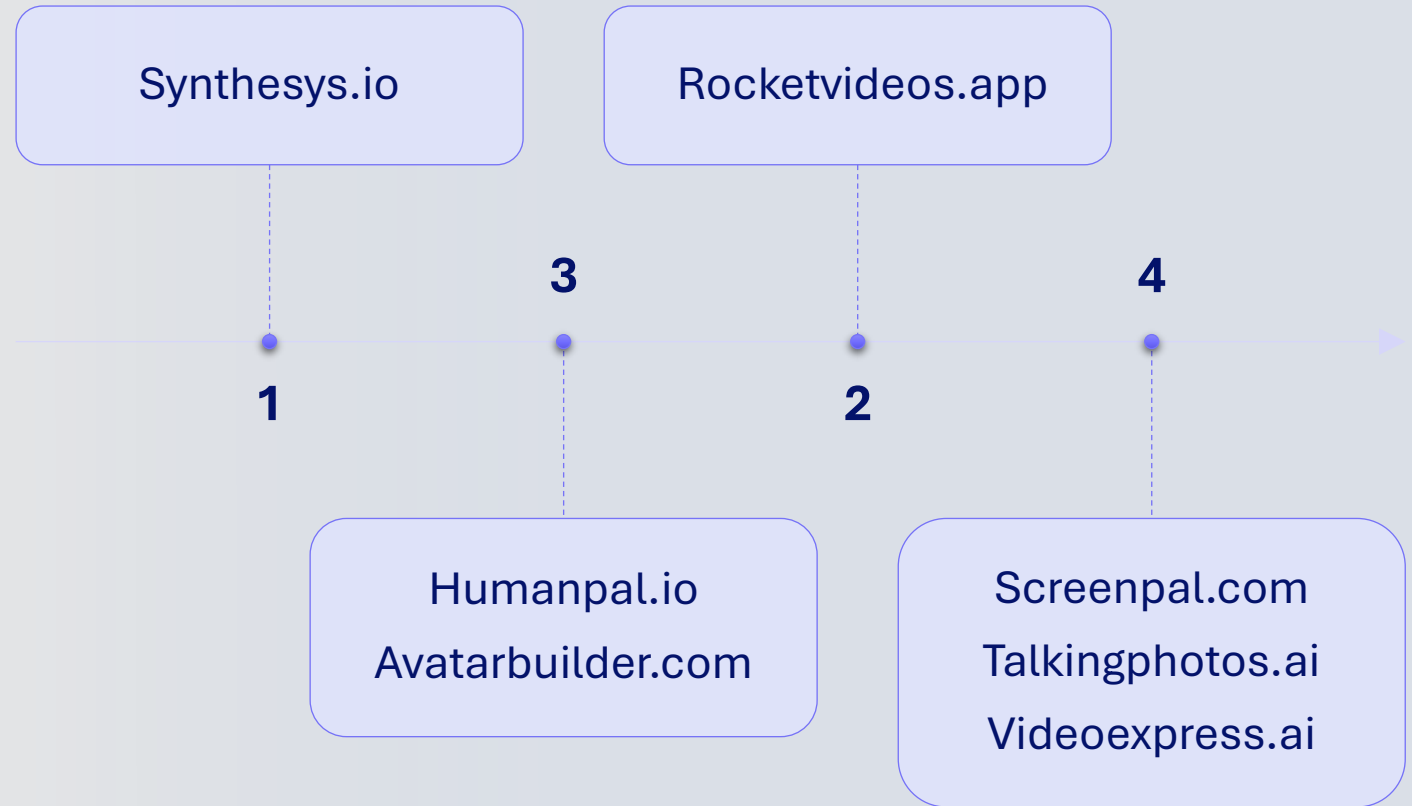 Synthesys.io
Rocketvideos.app
3
4
1
2
Humanpal.io
Avatarbuilder.com
Screenpal.com
Talkingphotos.ai
Videoexpress.ai